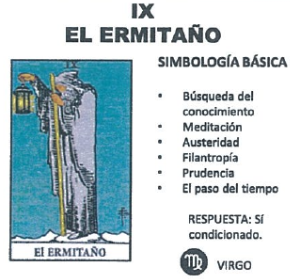 IX
EL ERMITAÑO
SIMBOLOGÍA BÁSICA
• Búsqueda del
conocimiento
• Meditación
• Austeridad
• Filantropía
• Prudencia
• El paso del tiempo
RESPUESTA: Sí
condicionado.
♍ VIRGO
El ERMITAÑO